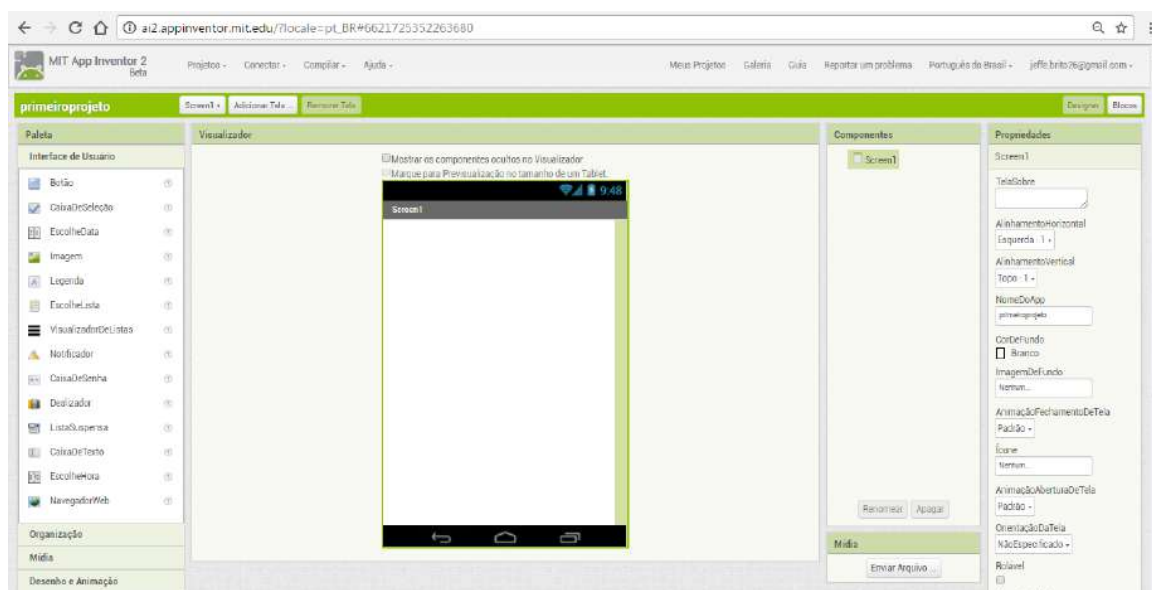 ai2.appinventor.mit.edu/?locale=pt_BR#6621725352263680
MIT App Inventor 2
Beta
Projetos
Conectar
Compilar
Ajuda
Meus Projetos
Galeria
Guia
Reportar um problema
Português do Brasil
jeffe.brito26@gmail.com
primeiroprojeto
Screen1
Adicionar Tela ...
Remover Tela
Designer
Blocos
Paleta
Interface de Usuário
Botão
CaixaDeSeleção
EscolheData
Imagem
Legenda
EscolheLista
VisualizadorDeListas
Notificador
CaixaDeSenha
Deslizador
ListaSuspensa
CaixaDeTexto
EscolheHora
NavegadorWeb
Organização
Mídia
Desenho e Animação
Visualizador
Mostrar os componentes ocultos no Visualizador
Marque para Previsualização no tamanho de um Tablet.
9:48
Screen1
Componentes
Screen1
Renomear
Apagar
Mídia
Enviar Arquivo ...
Propriedades
Screen1
TelaSobre
AlinhamentoHorizontal
Esquerda : 1
AlinhamentoVertical
Topo : 1
NomeDoApp
primeiroprojeto
CorDeFundo
Branco
ImagemDeFundo
Nenhum...
AnimaçãoFechamentoDeTela
Padrão
Ícone
Nenhum...
AnimaçãoAberturaDeTela
Padrão
OrientaçãoDaTela
NãoEspecificado
Rolável